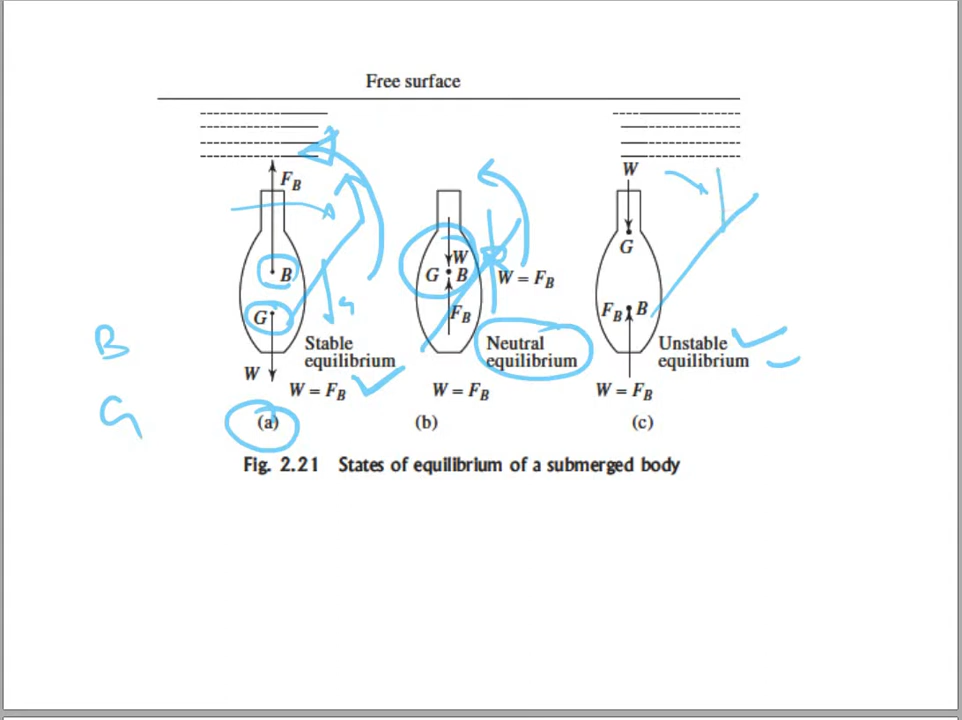 Free surface
F_B
W
W
G
B
G B
W = F_B
G
F_B
F_B B
B
Stable
equilibrium
Neutral
equilibrium
Unstable
equilibrium
W
W = F_B
W = F_B
W = F_B
G
(a)
(b)
(c)
Fig. 2.21 States of equilibrium of a submerged body